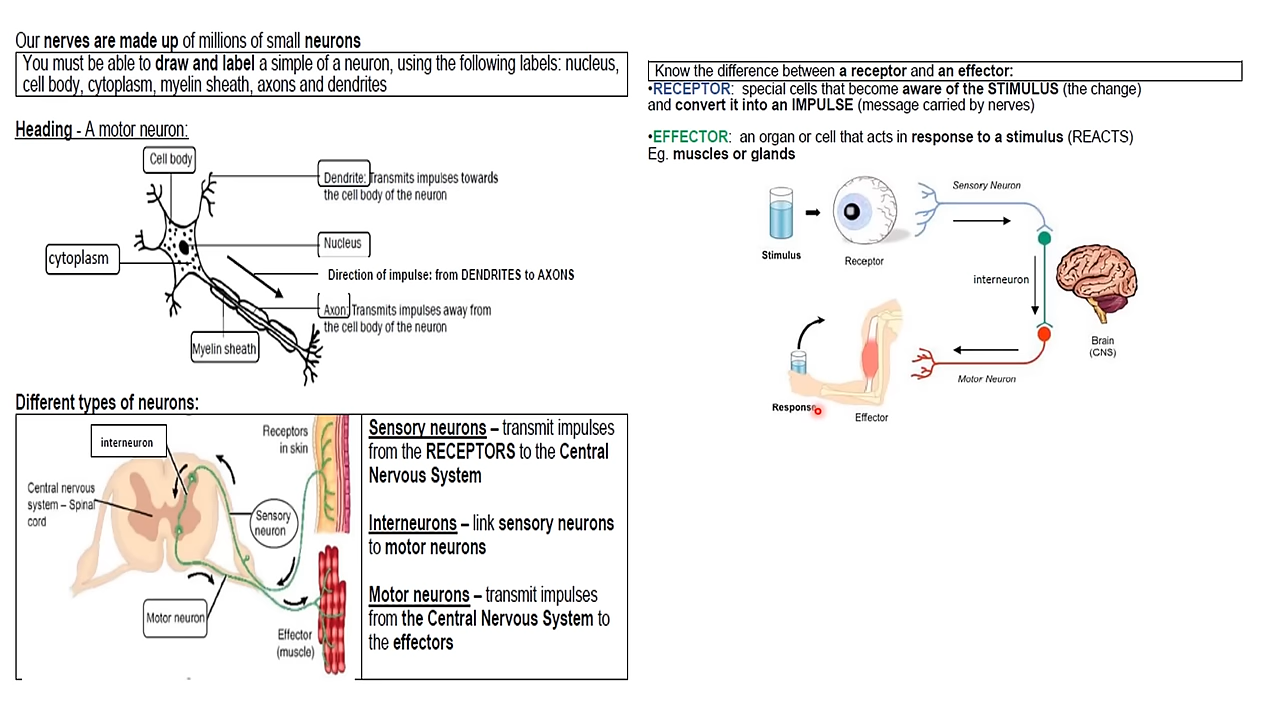 Our nerves are made up of millions of small neurons
You must be able to draw and label a simple of a neuron, using the following labels: nucleus,
cell body, cytoplasm, myelin sheath, axons and dendrites
Heading - A motor neuron:
Cell body
Dendrite: Transmits impulses towards
the cell body of the neuron
Nucleus
cytoplasm
Direction of impulse: from DENDRITES to AXONS
Axon: Transmits impulses away from
the cell body of the neuron
Myelin sheath
Different types of neurons:
interneuron
Receptors
in skin
Central nervous
system – Spinal
cord
Sensory
neuron
Motor neuron
Effector
(muscle)
Sensory neurons – transmit impulses
from the RECEPTORS to the Central
Nervous System
Interneurons – link sensory neurons
to motor neurons
Motor neurons – transmit impulses
from the Central Nervous System to
the effectors
Know the difference between a receptor and an effector:
•RECEPTOR: special cells that become aware of the STIMULUS (the change)
and convert it into an IMPULSE (message carried by nerves)
•EFFECTOR: an organ or cell that acts in response to a stimulus (REACTS)
Eg. muscles or glands
Sensory Neuron
Stimulus
Receptor
interneuron
Brain
(CNS)
Motor Neuron
Response
Effector